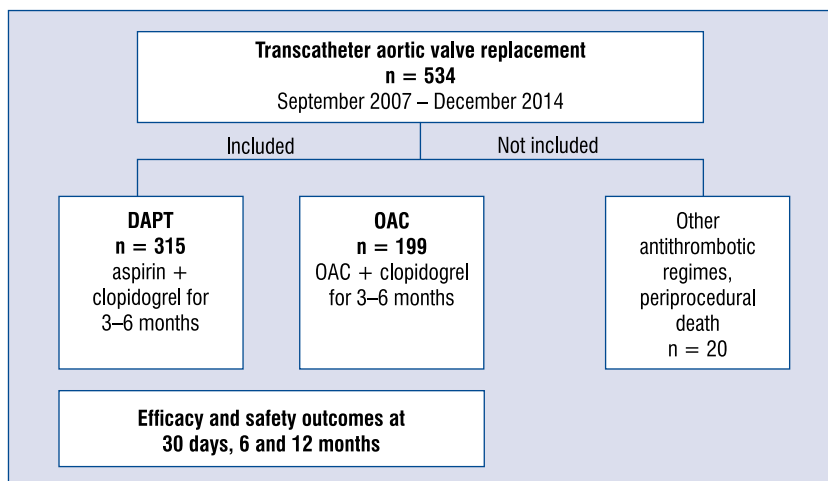 Transcatheter aortic valve replacement
n = 534
September 2007 – December 2014
Included
Not included
DAPT
n = 315
aspirin +
clopidogrel for
3–6 months
OAC
n = 199
OAC + clopidogrel
for 3–6 months
Other
antithrombotic
regimes,
periprocedural
death
n = 20
Efficacy and safety outcomes at
30 days, 6 and 12 months